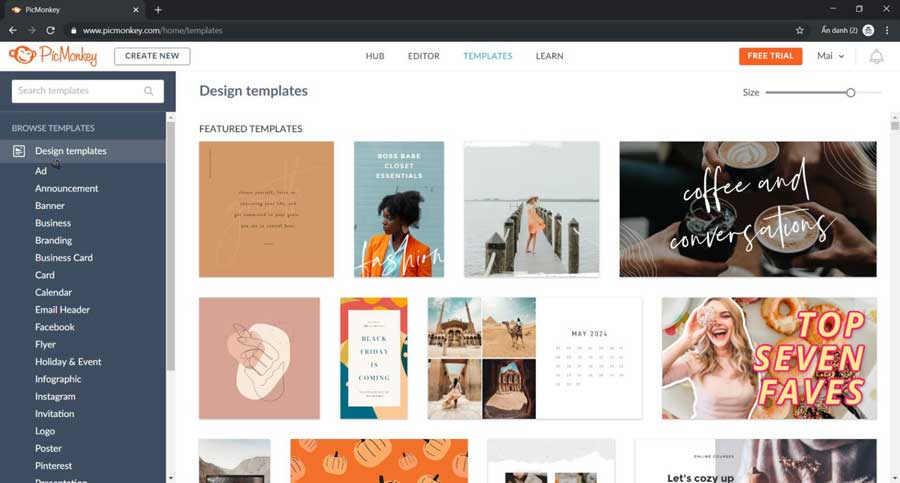 PicMonkey
www.picmonkey.com/home/templates
Ẩn danh (2)
PicMonkey
CREATE NEW
HUB
EDITOR
TEMPLATES
LEARN
FREE TRIAL
Mai
Search templates
Design templates
Size
BROWSE TEMPLATES
Design templates
Ad
Announcement
Banner
Business
Branding
Business Card
Card
Calendar
Email Header
Facebook
Flyer
Holiday & Event
Infographic
Instagram
Invitation
Logo
Poster
Pinterest
Presentation
FEATURED TEMPLATES
BOSS BABE
CLOSET
ESSENTIALS
fashion
coffee and
conversations
BLACK
FRIDAY
IS
COMING
MAY 2024
TOP
SEVEN
FAVES
ONLINE COURSES
Let's cozy up